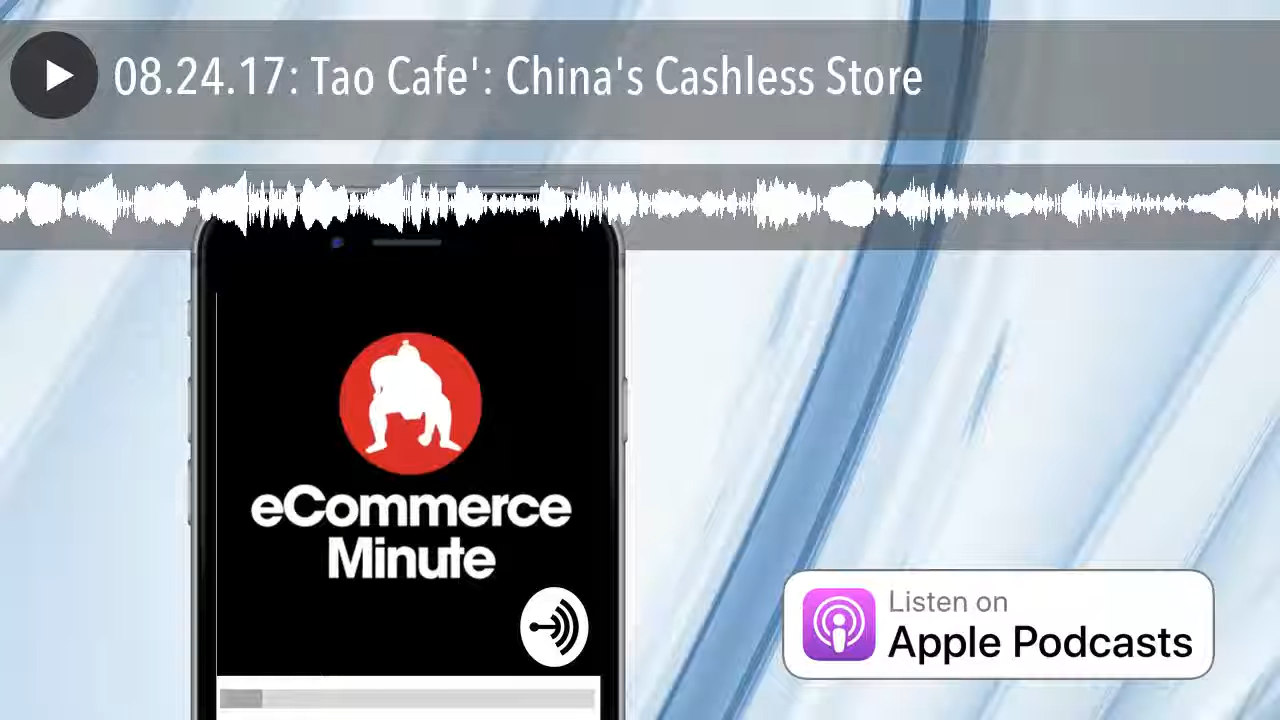 08.24.17: Tao Cafe': China's Cashless Store
eCommerce
Minute
Listen on
Apple Podcasts